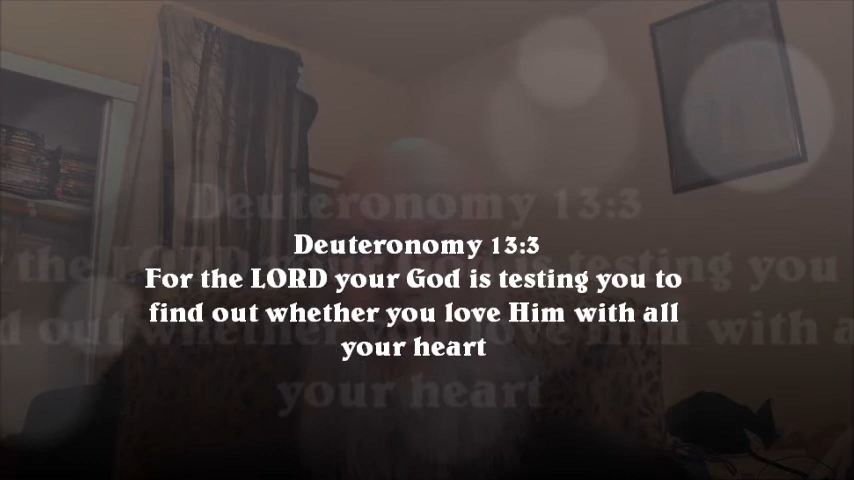 Deuteronomy 13:3
For the LORD your God is testing you to
find out whether you love Him with all
your heart